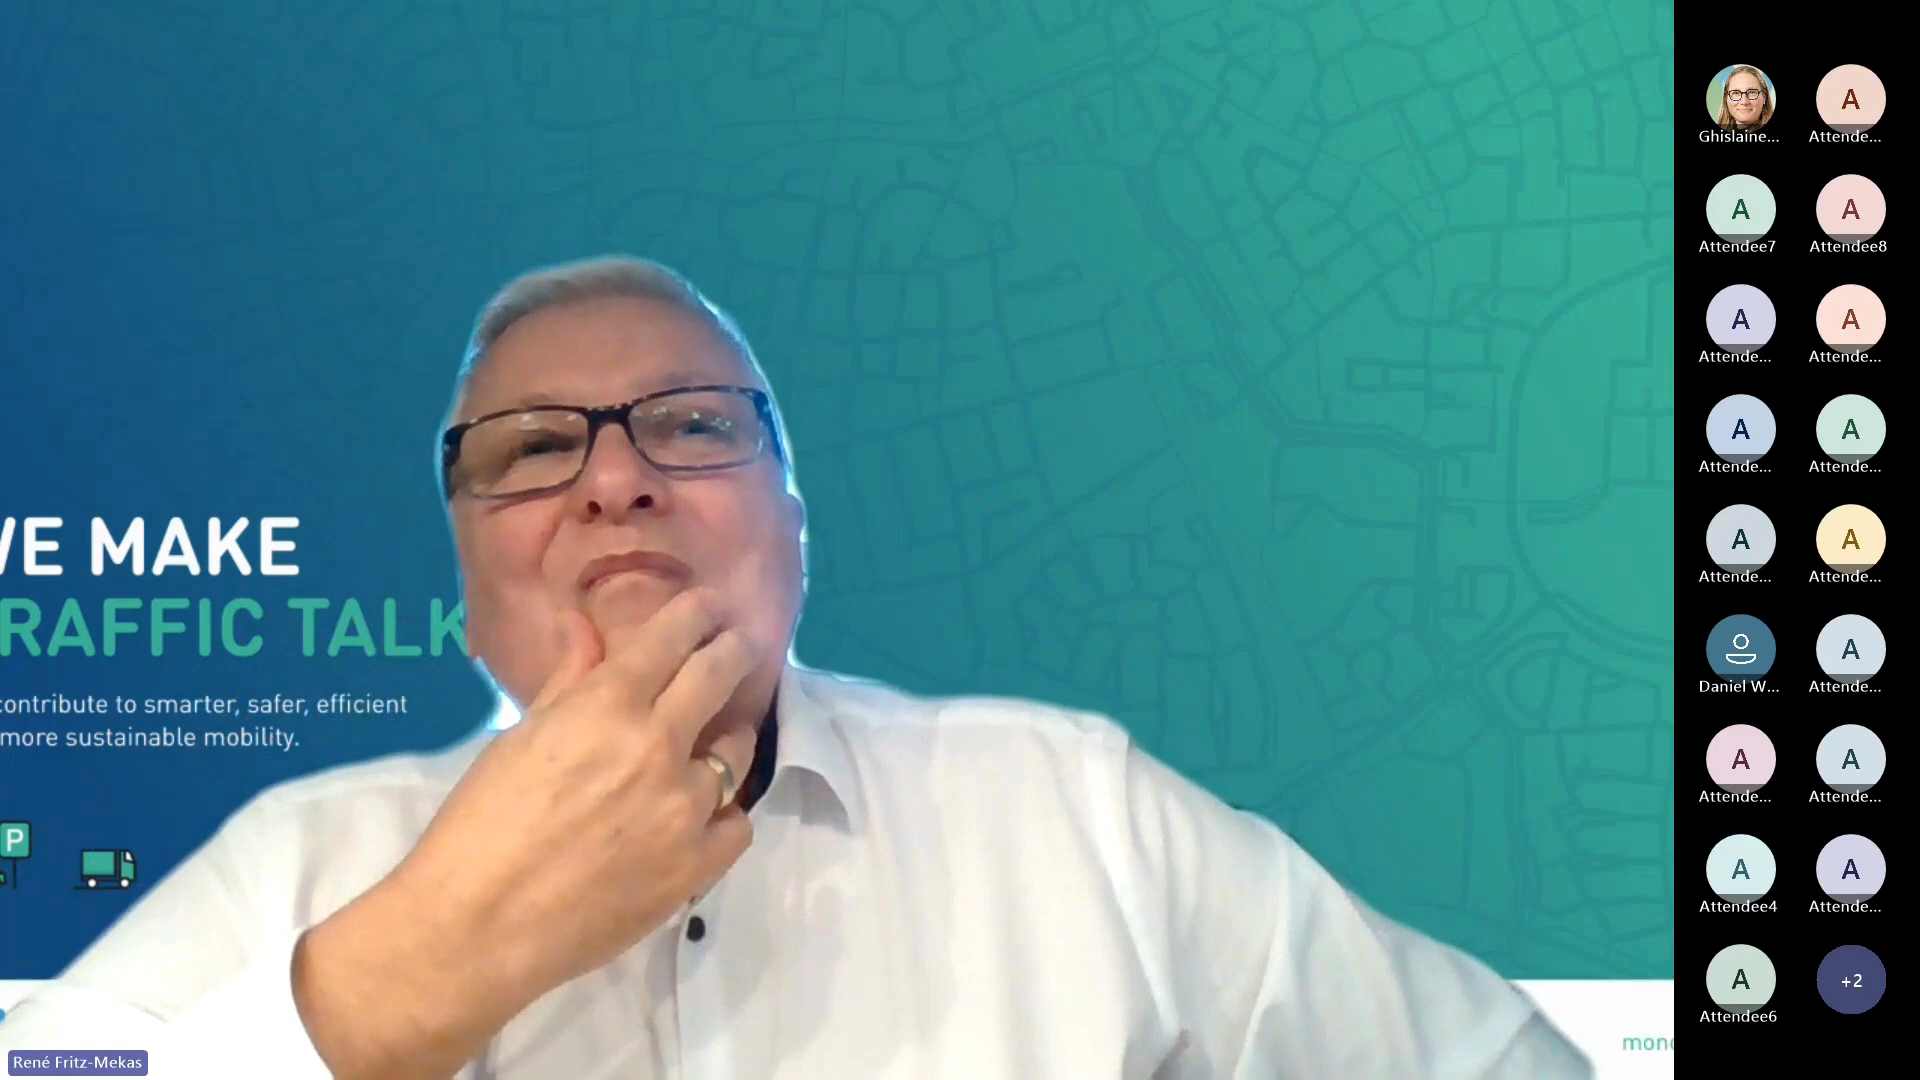 WE MAKE
RAFFIC TALK
contribute to smarter, safer, efficient
more sustainable mobility.
P
René Fritz-Mekas
Ghislaine...
A
Attende...
A
Attendee7
A
Attendee8
A
Attende...
A
Attende...
A
Attende...
A
Attende...
A
Attende...
A
Attende...
Daniel W...
A
Attende...
A
Attende...
A
Attende...
A
Attendee4
A
Attende...
A
Attendee6
+2